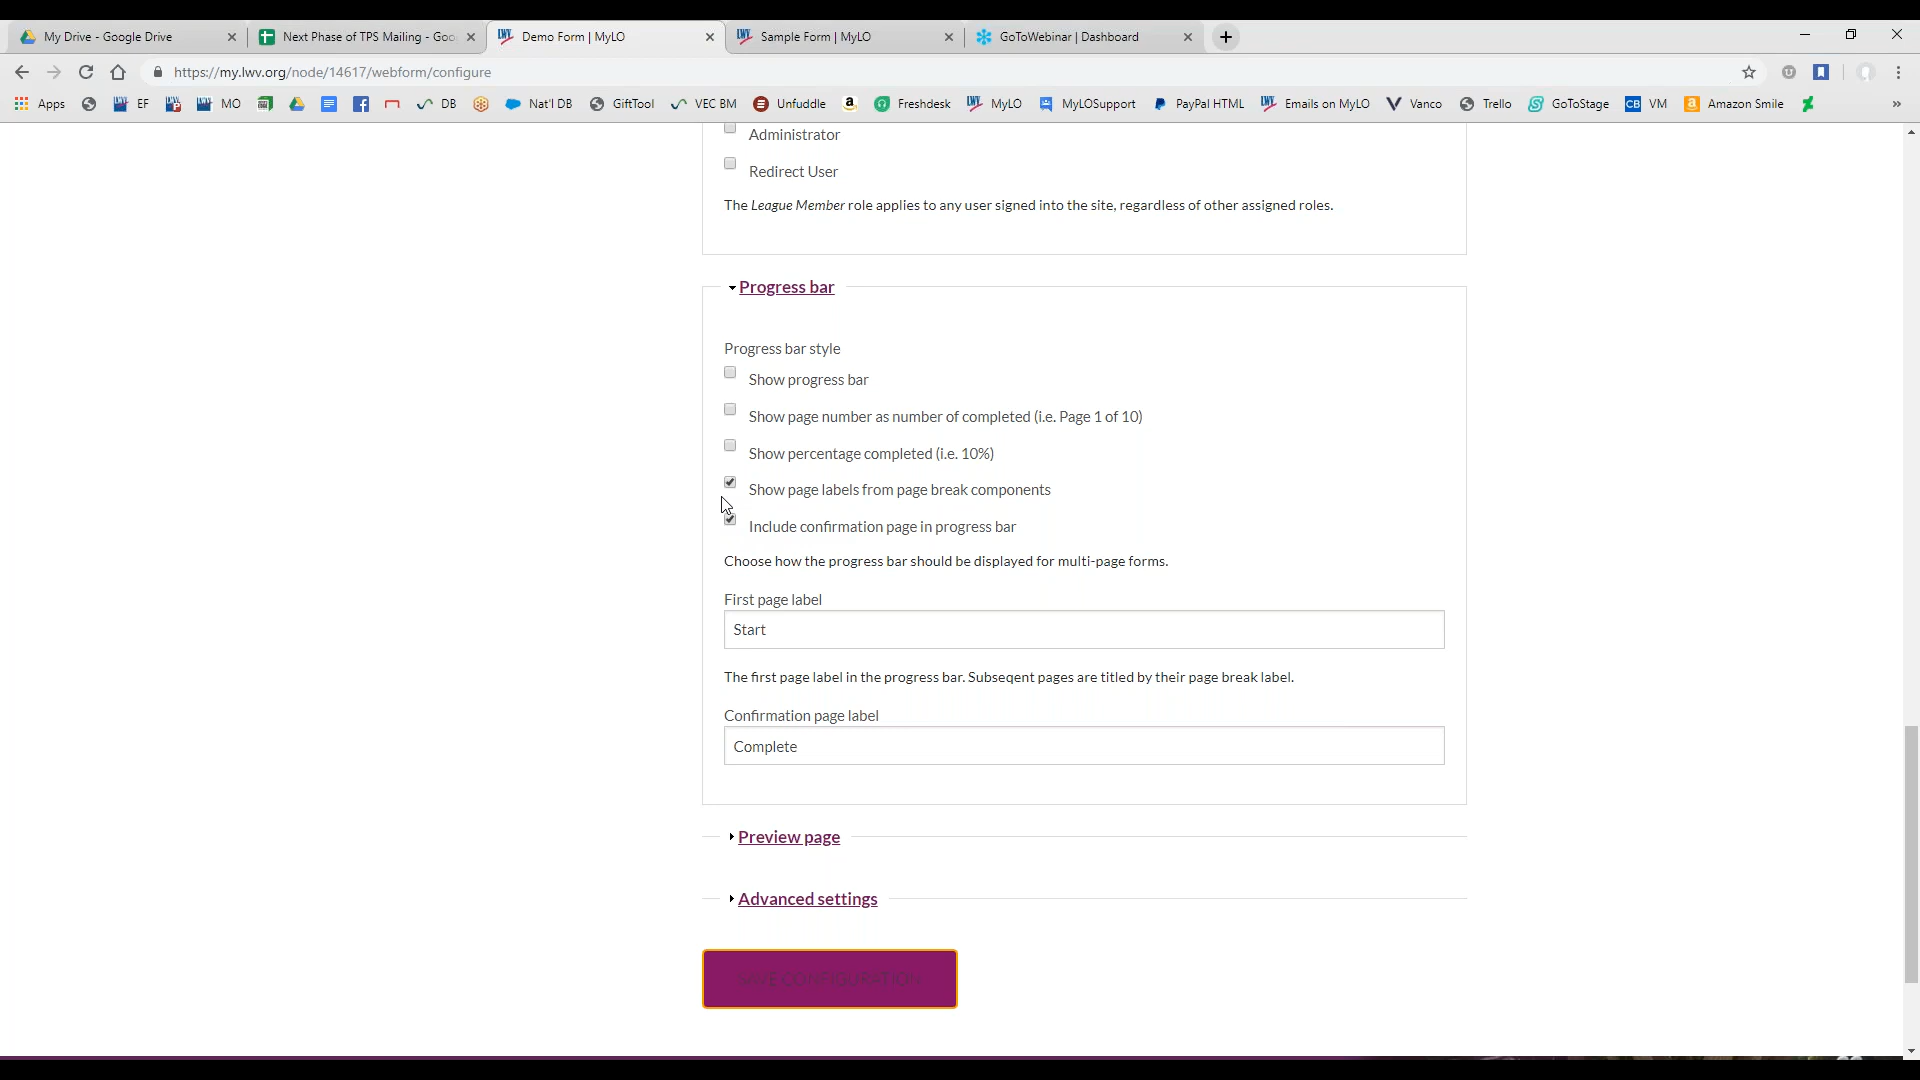 My Drive - Google Drive
Next Phase of TPS Mailing - Goo
Demo Form | MyLO
Sample Form | MyLO
GoToWebinar | Dashboard
https://my.lwv.org/node/14617/webform/configure
Apps EF MO DB Nat'l DB GiftTool VEC BM Unfuddle Freshdesk MyLO MyLOSupport PayPal HTML Emails on MyLO Vanco Trello GoToStage CB VM Amazon Smile »
Administrator
Redirect User
The League Member role applies to any user signed into the site, regardless of other assigned roles.
Progress bar
Progress bar style
Show progress bar
Show page number as number of completed (i.e. Page 1 of 10)
Show percentage completed (i.e. 10%)
Show page labels from page break components
Include confirmation page in progress bar
Choose how the progress bar should be displayed for multi-page forms.
First page label
Start
The first page label in the progress bar. Subseqent pages are titled by their page break label.
Confirmation page label
Complete
Preview page
Advanced settings
SAVE CONFIGURATION